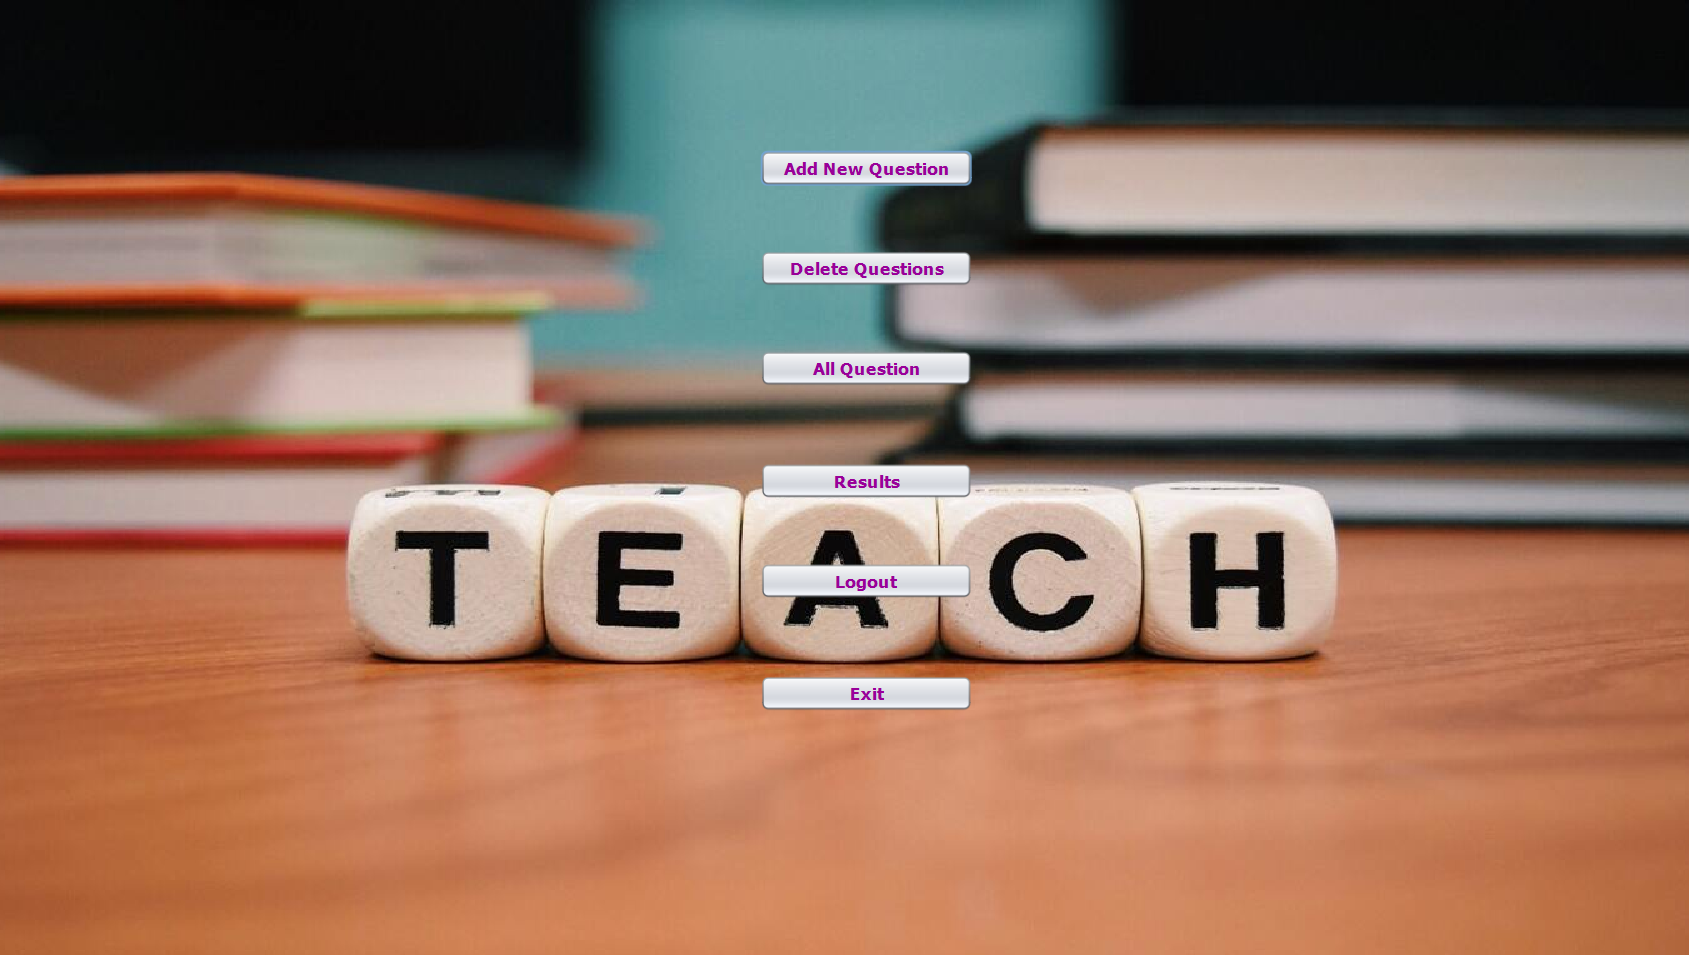 Add New Question
Delete Questions
All Question
Results
TEACH
Logout
Exit